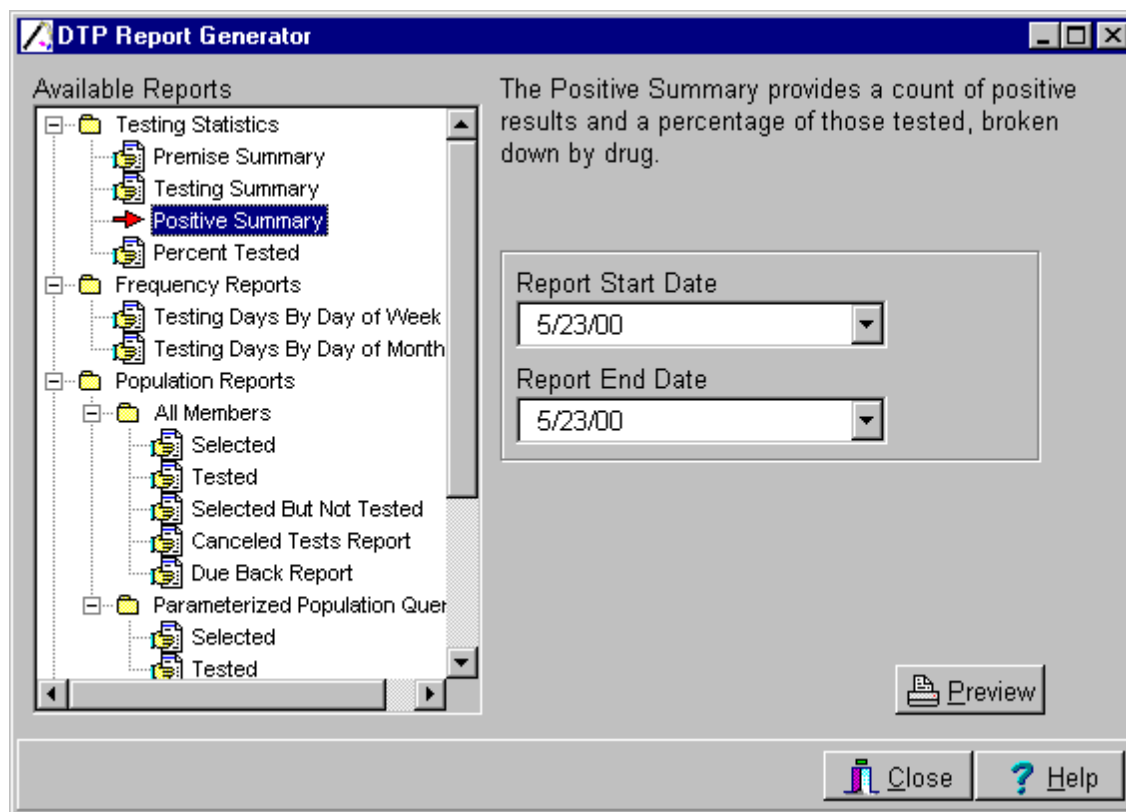 DTP Report Generator
Available Reports
Testing Statistics
Premise Summary
Testing Summary
Positive Summary
Percent Tested
Frequency Reports
Testing Days By Day of Week
Testing Days By Day of Month
Population Reports
All Members
Selected
Tested
Selected But Not Tested
Canceled Tests Report
Due Back Report
Parameterized Population Quer
Selected
Tested
The Positive Summary provides a count of positive
results and a percentage of those tested, broken
down by drug.
Report Start Date
5/23/00
Report End Date
5/23/00
Preview
Close
Help